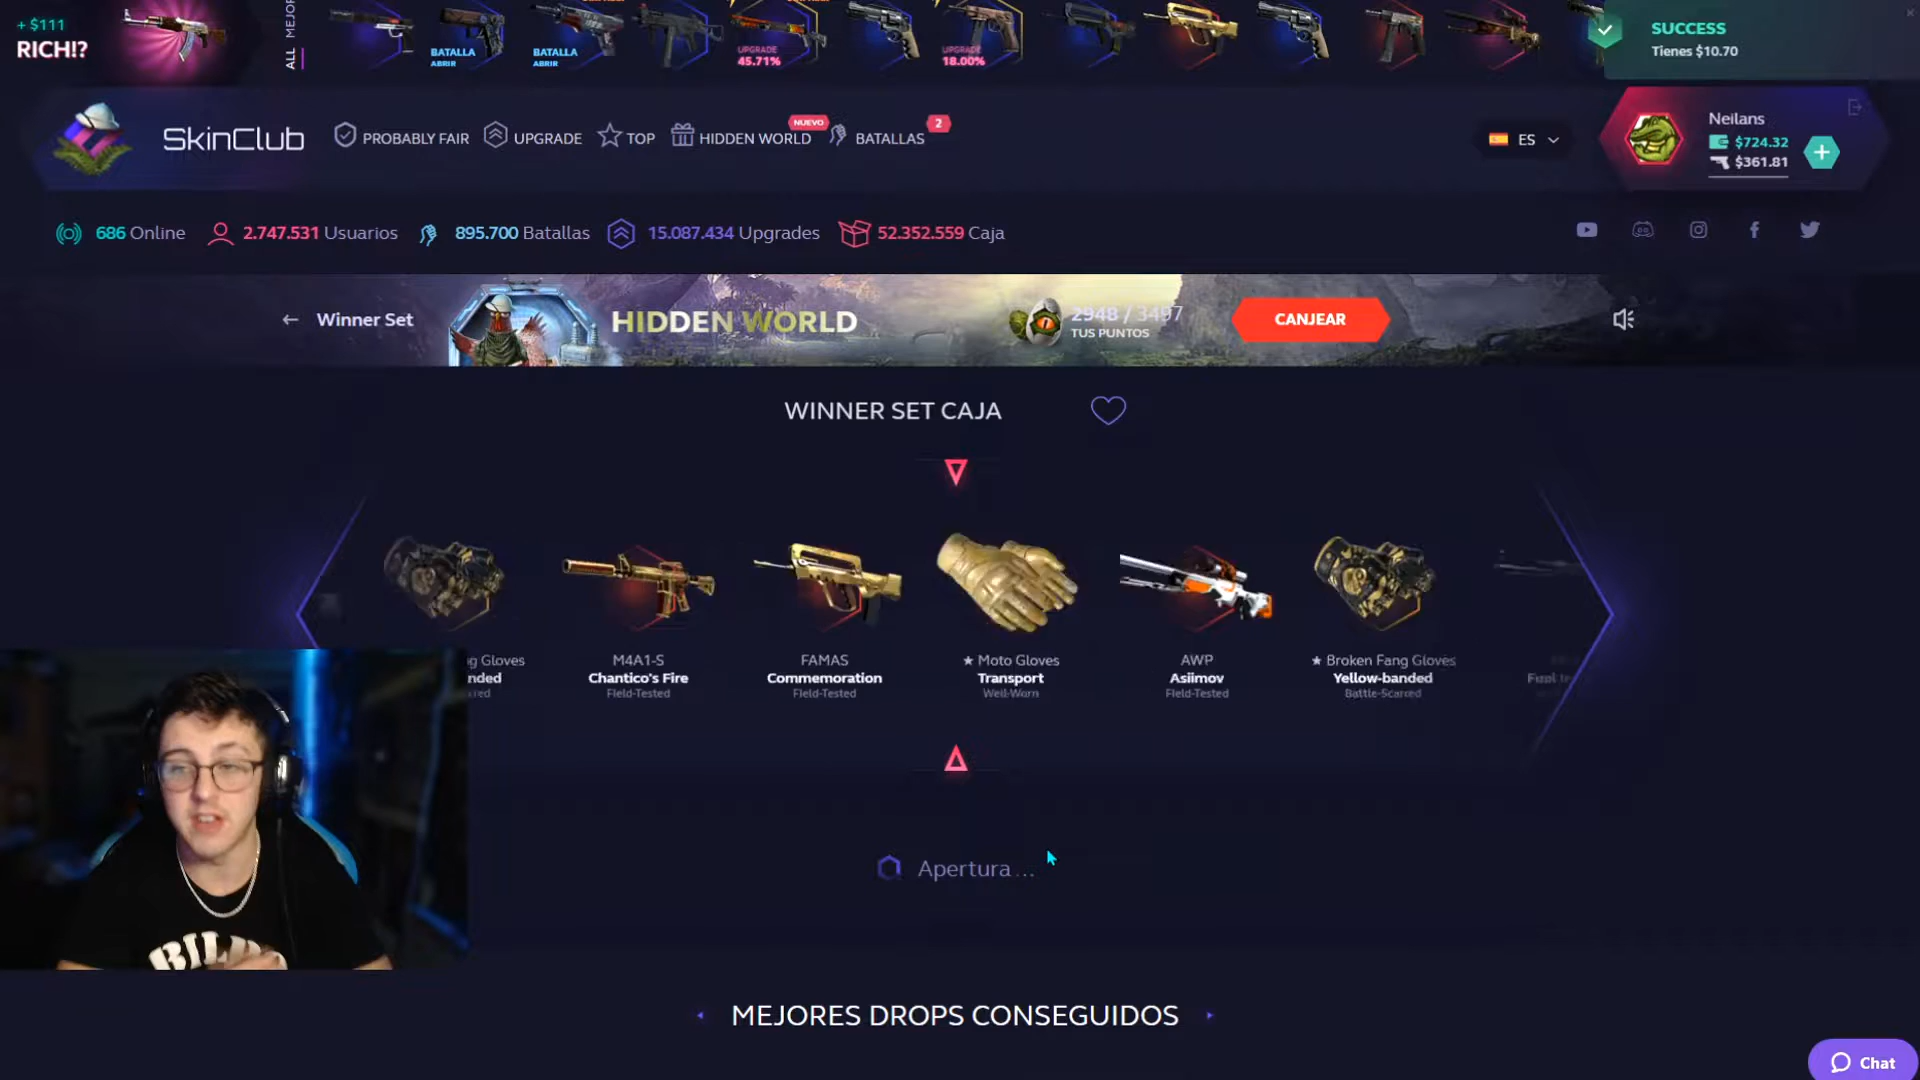 + $111
RICH!?
ALL MEJOR
BATALLA
ABRIR
BATALLA
ABRIR
UPGRADE
45.71%
UPGRADE
18.00%
SUCCESS
Tienes $10.70
SkinClub
PROBABLY FAIR
UPGRADE
TOP
HIDDEN WORLD
NUEVO
BATALLAS
2
ES
Neilans
$724.32
$361.81
686 Online
2.747.531 Usuarios
895.700 Batallas
15.087.434 Upgrades
52.352.559 Caja
← Winner Set
HIDDEN WORLD
2948 / 3497
TUS PUNTOS
CANJEAR
WINNER SET CAJA
g Gloves
nded
M4A1-S
Chantico's Fire
Field-Tested
FAMAS
Commemoration
Field-Tested
★ Moto Gloves
Transport
Well-Worn
AWP
Asiimov
Field-Tested
★ Broken Fang Gloves
Yellow-banded
Battle-Scarred
Apertura ...
BIL
MEJORES DROPS CONSEGUIDOS
Chat